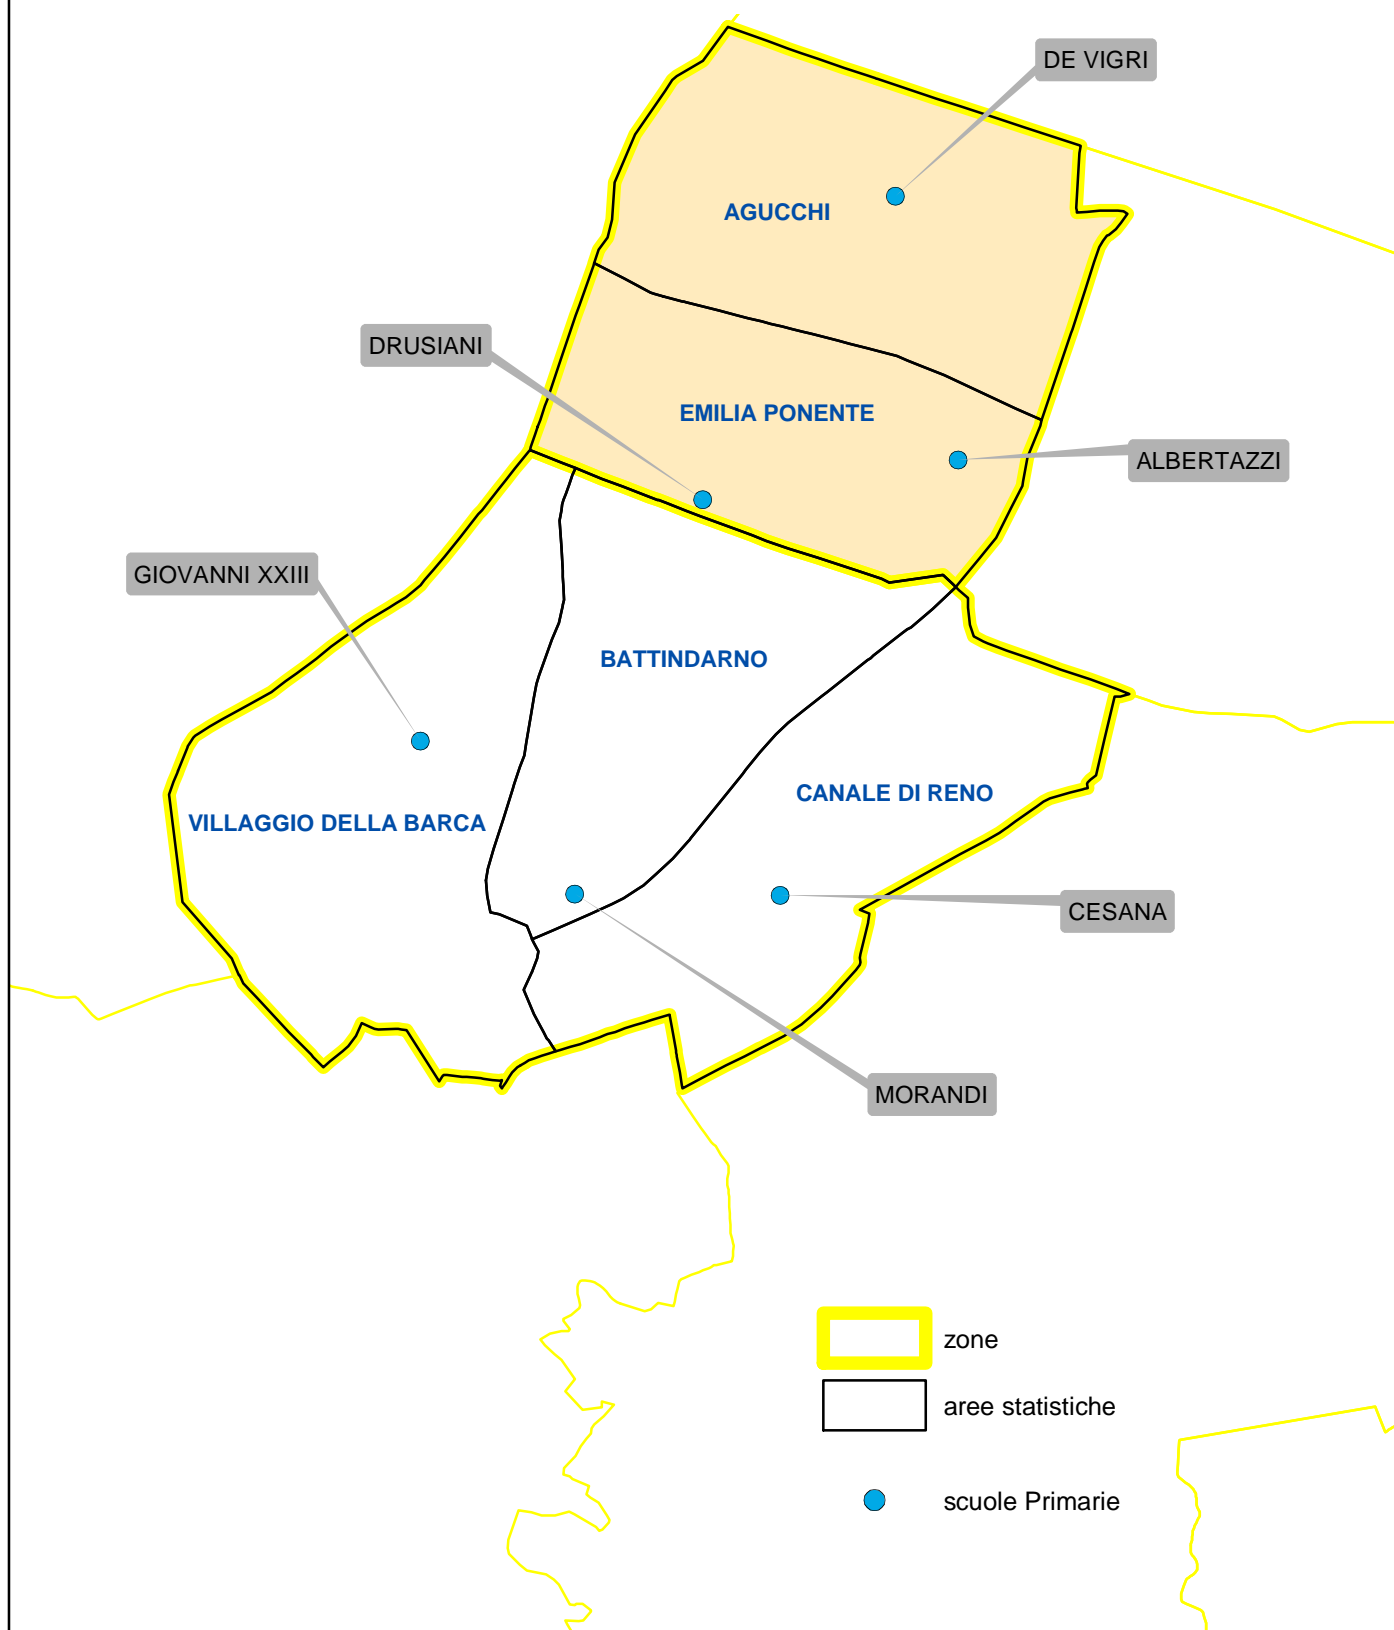 DE VIGRI
AGUCCHI
DRUSIANI
EMILIA PONENTE
ALBERTAZZI
GIOVANNI XXIII
BATTINDARNO
CANALE DI RENO
VILLAGGIO DELLA BARCA
CESANA
MORANDI
zone
aree statistiche
scuole Primarie